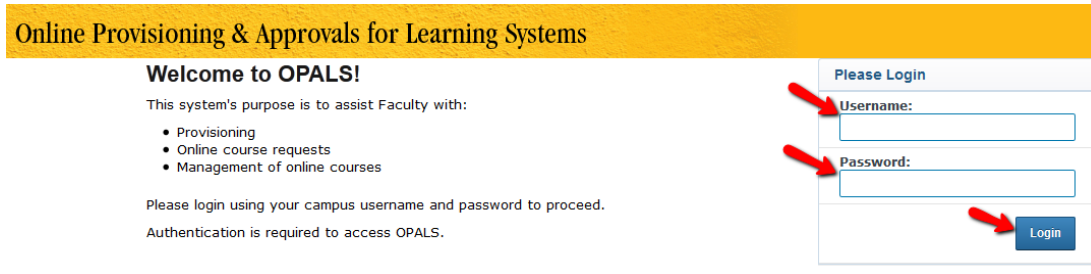 Online Provisioning & Approvals for Learning Systems
Welcome to OPALS!
This system's purpose is to assist Faculty with:
• Provisioning
• Online course requests
• Management of online courses
Please login using your campus username and password to proceed.
Authentication is required to access OPALS.
Please Login
Username:
Password:
Login